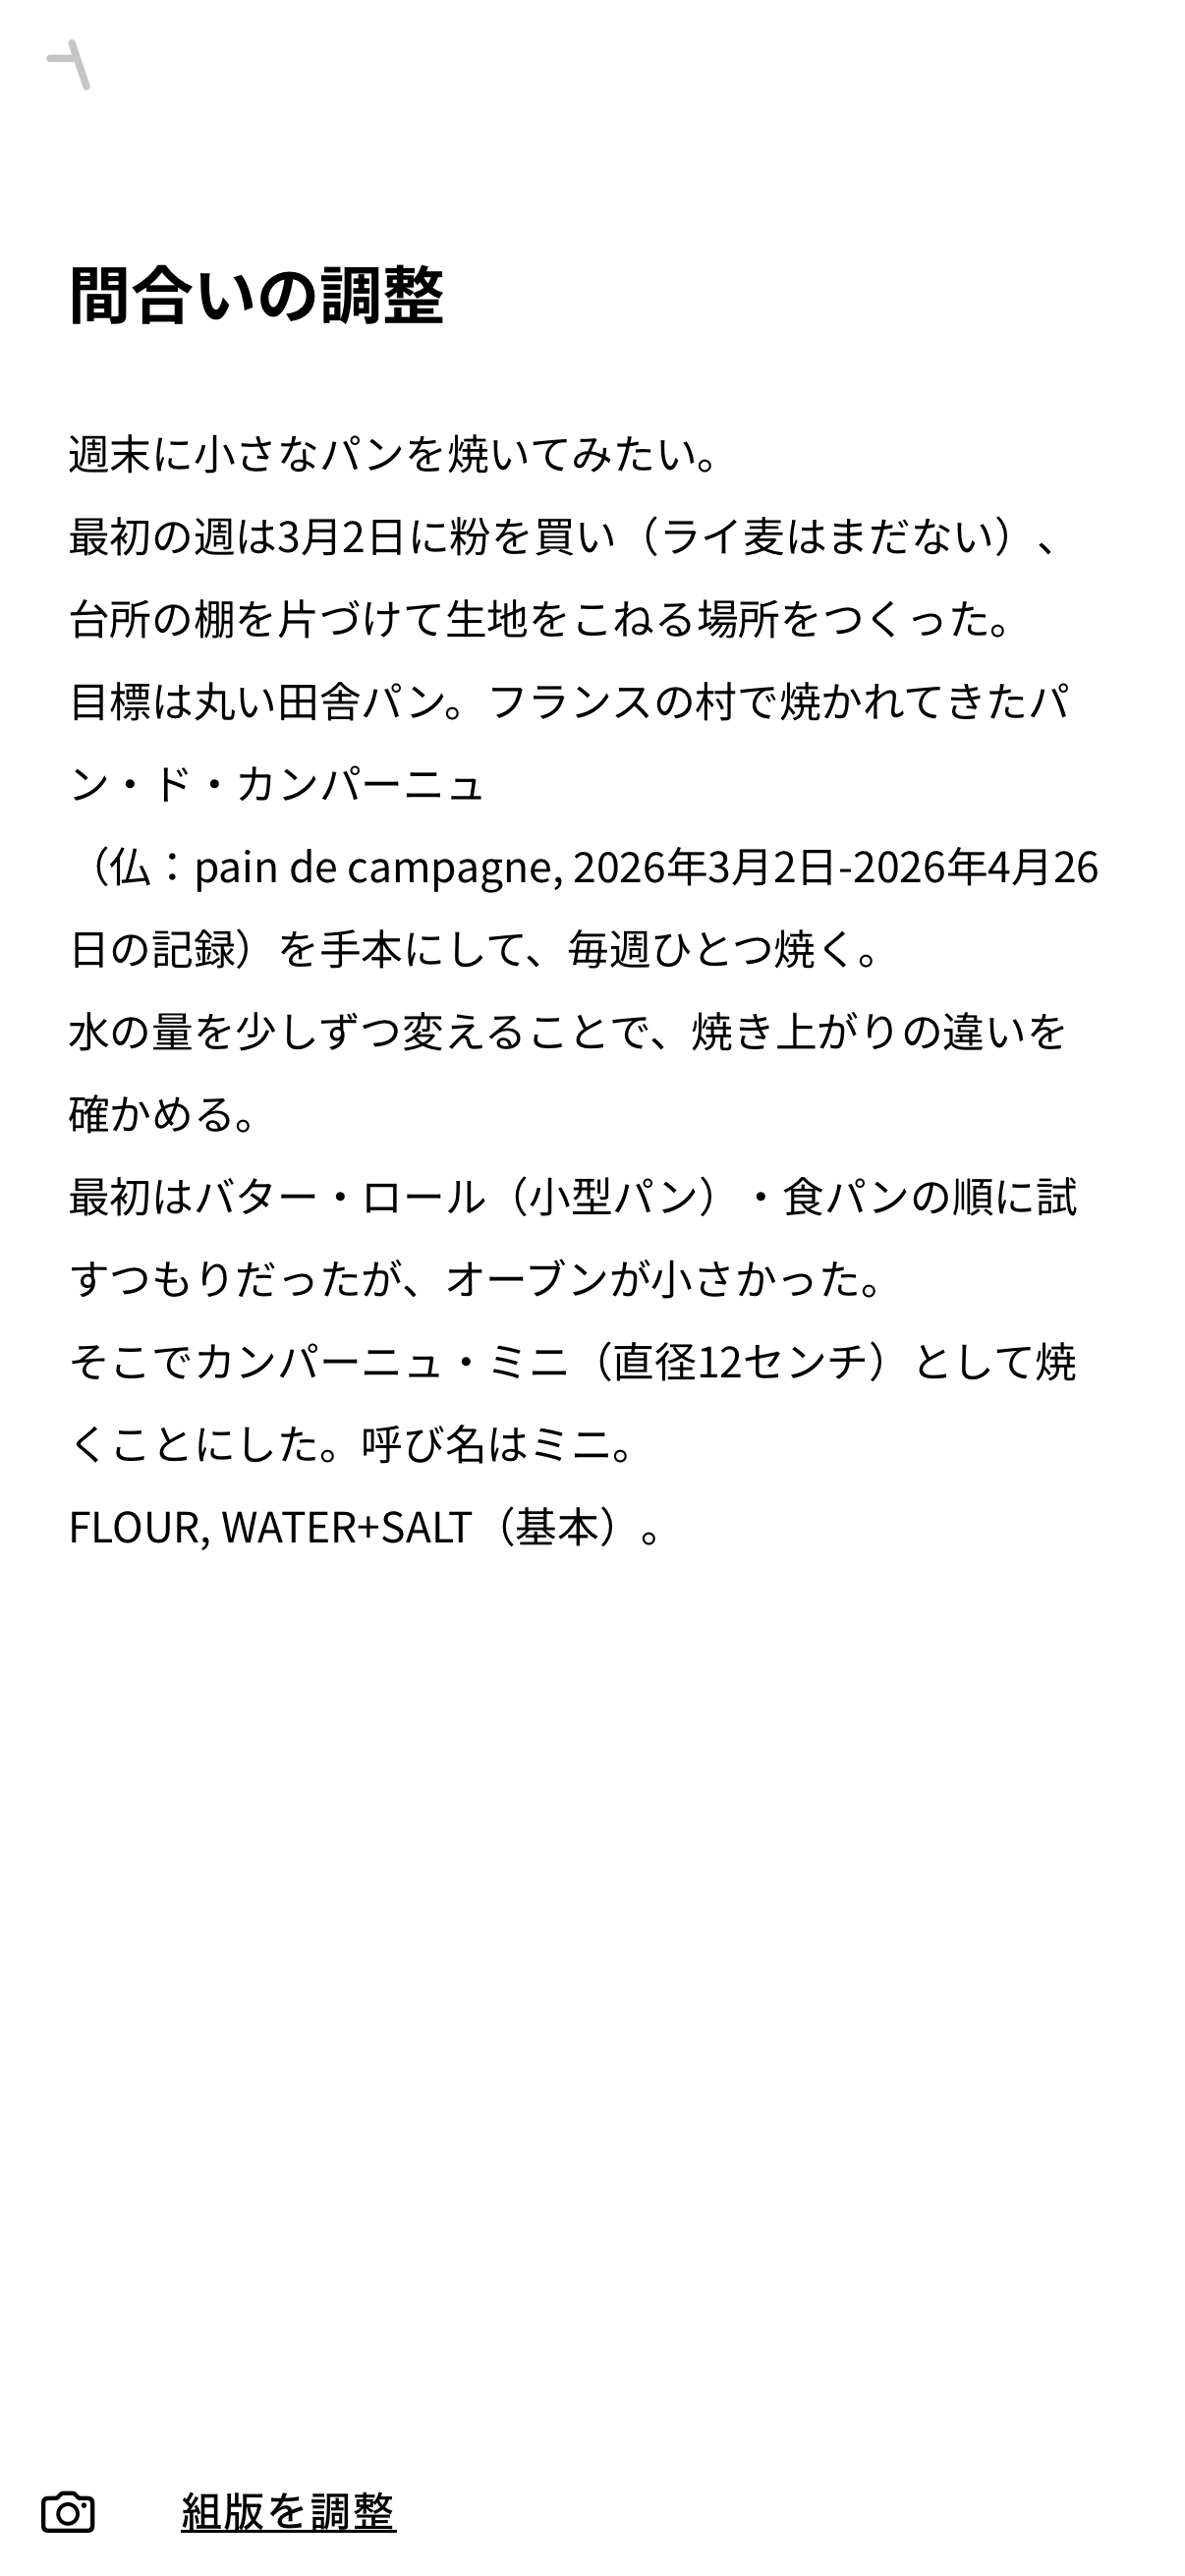 間合いの調整
週末に小さなパンを焼いてみたい。
最初の週は3月2日に粉を買い（ライ麦はまだない）、
台所の棚を片づけて生地をこねる場所をつくった。
目標は丸い田舎パン。フランスの村で焼かれてきたパ
ン・ド・カンパーニュ
（仏：pain de campagne, 2026年3月2日-2026年4月26
日の記録）を手本にして、毎週ひとつ焼く。
水の量を少しずつ変えることで、焼き上がりの違いを
確かめる。
最初はバター・ロール（小型パン）・食パンの順に試
すつもりだったが、オーブンが小さかった。
そこでカンパーニュ・ミニ（直径12センチ）として焼
くことにした。呼び名はミニ。
FLOUR, WATER+SALT（基本）。
組版を調整